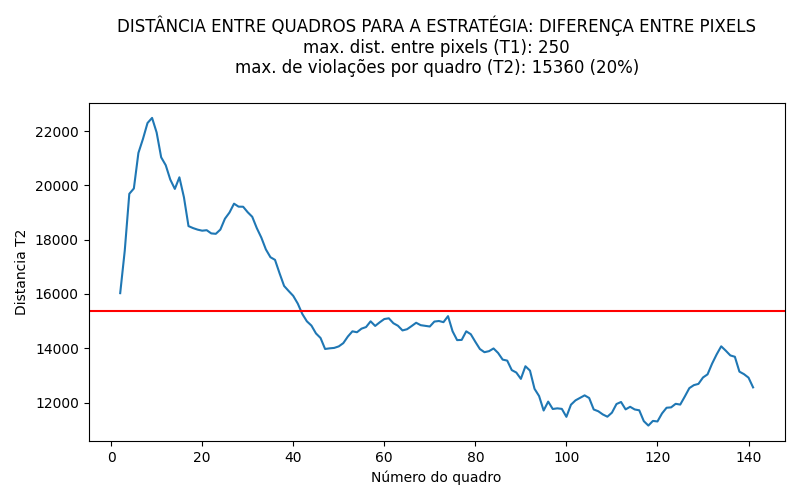 DISTÂNCIA ENTRE QUADROS PARA A ESTRATÉGIA: DIFERENÇA ENTRE PIXELS
max. dist. entre pixels (T1): 250
max. de violações por quadro (T2): 15360 (20%)
22000
20000
18000
16000
14000
12000
Distancia T2
0 20 40 60 80 100 120 140
Número do quadro